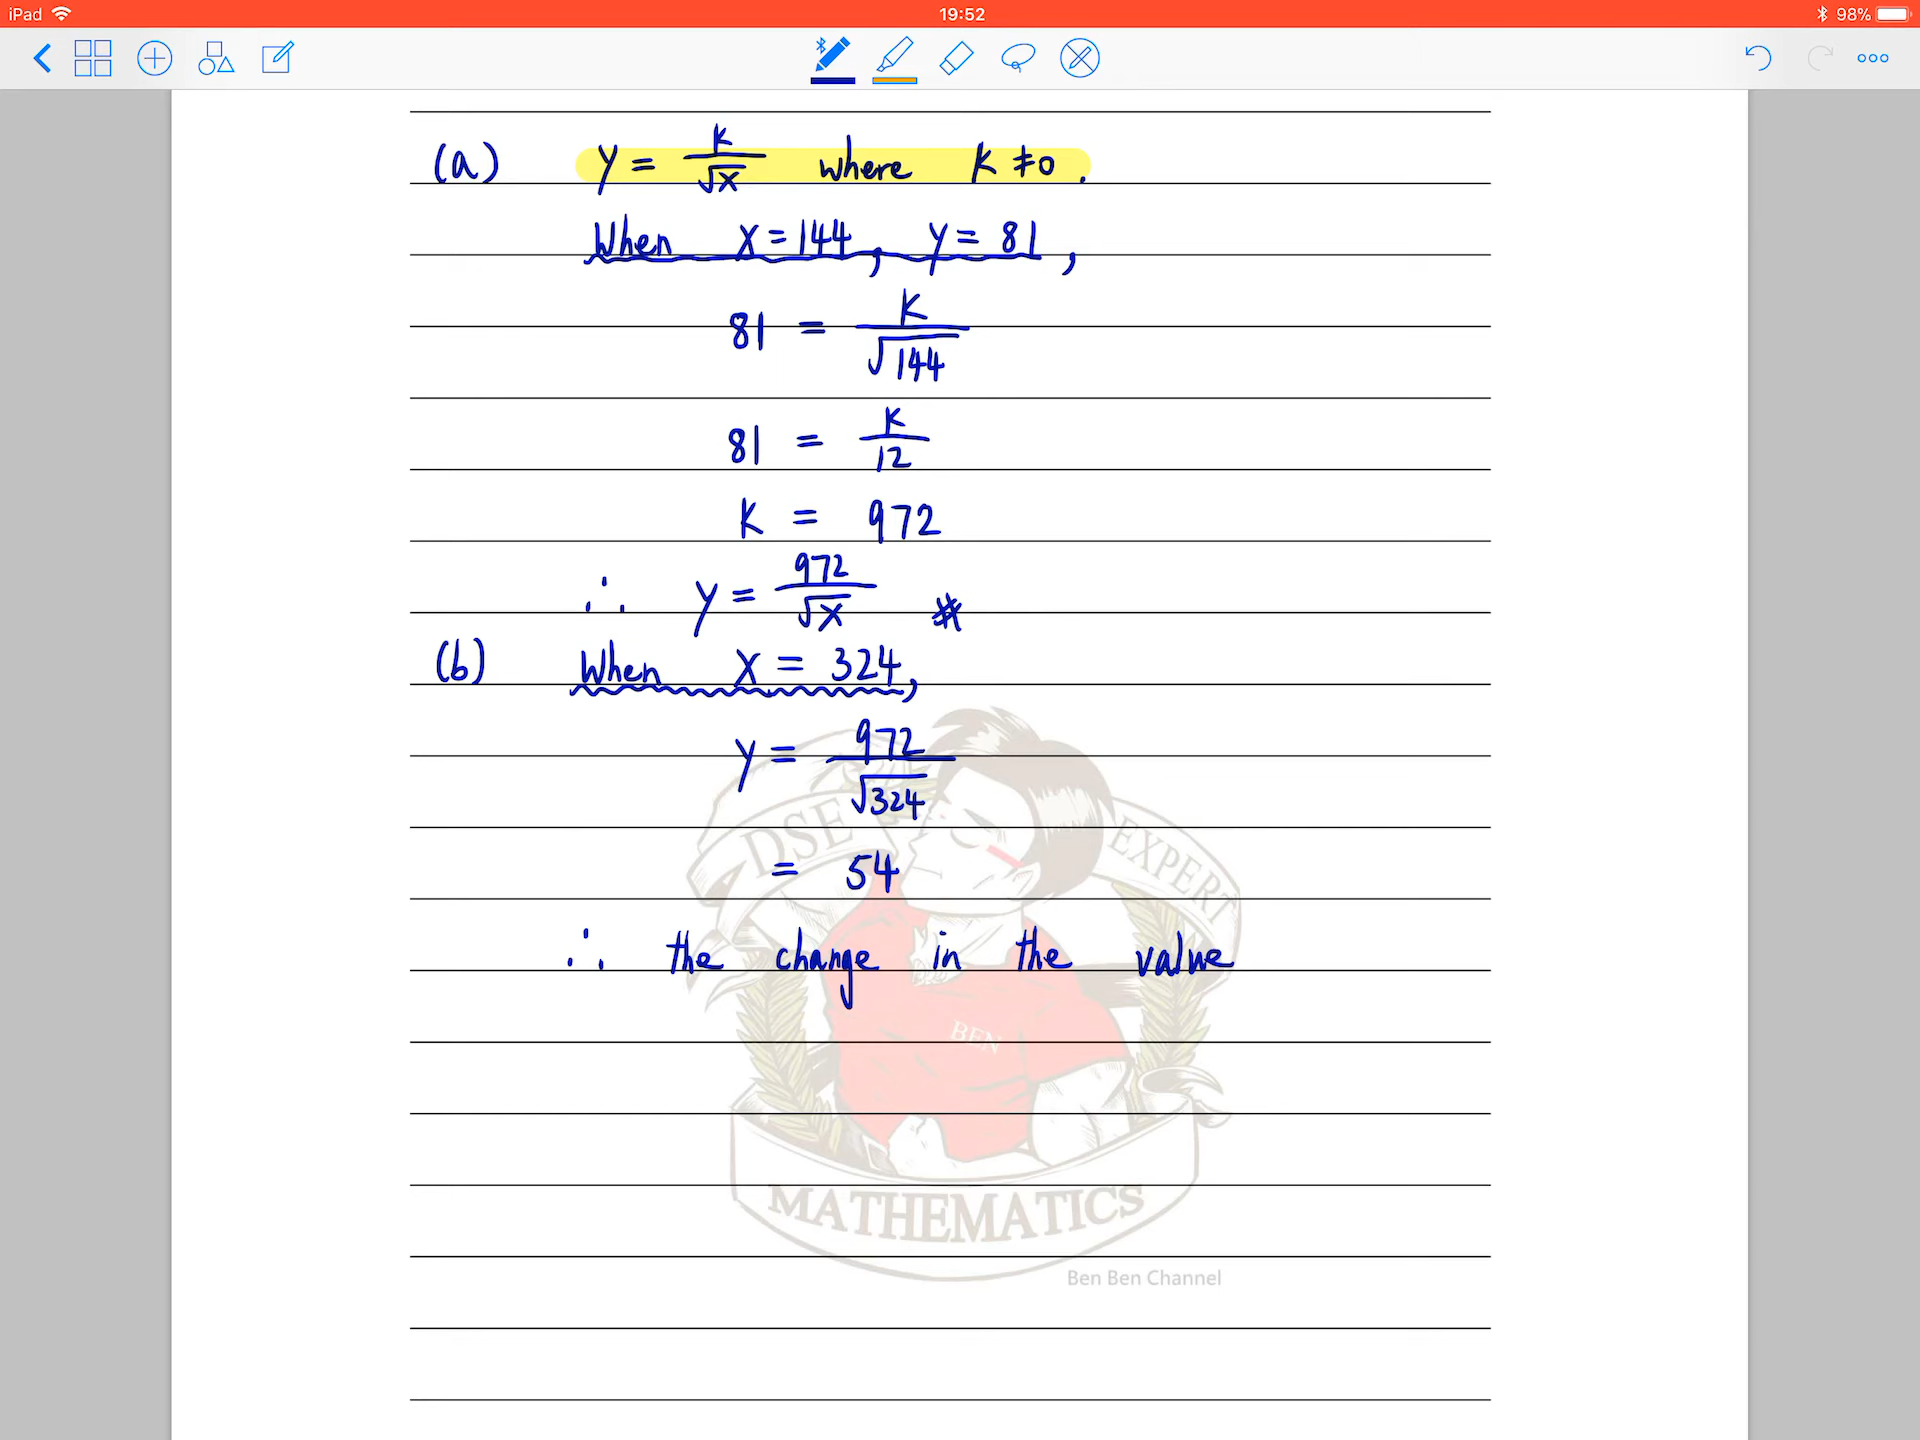 iPad 19:52 98%
(a) y = k/√x where k ≠ 0.
When x = 144, y = 81,
81 = k/√144
81 = k/12
k = 972
∴ y = 972/√x #
(b) When x = 324,
y = 972/√324
= 54
∴ the change in the value
DSE EXPERT
BEN
MATHEMATICS
Ben Ben Channel